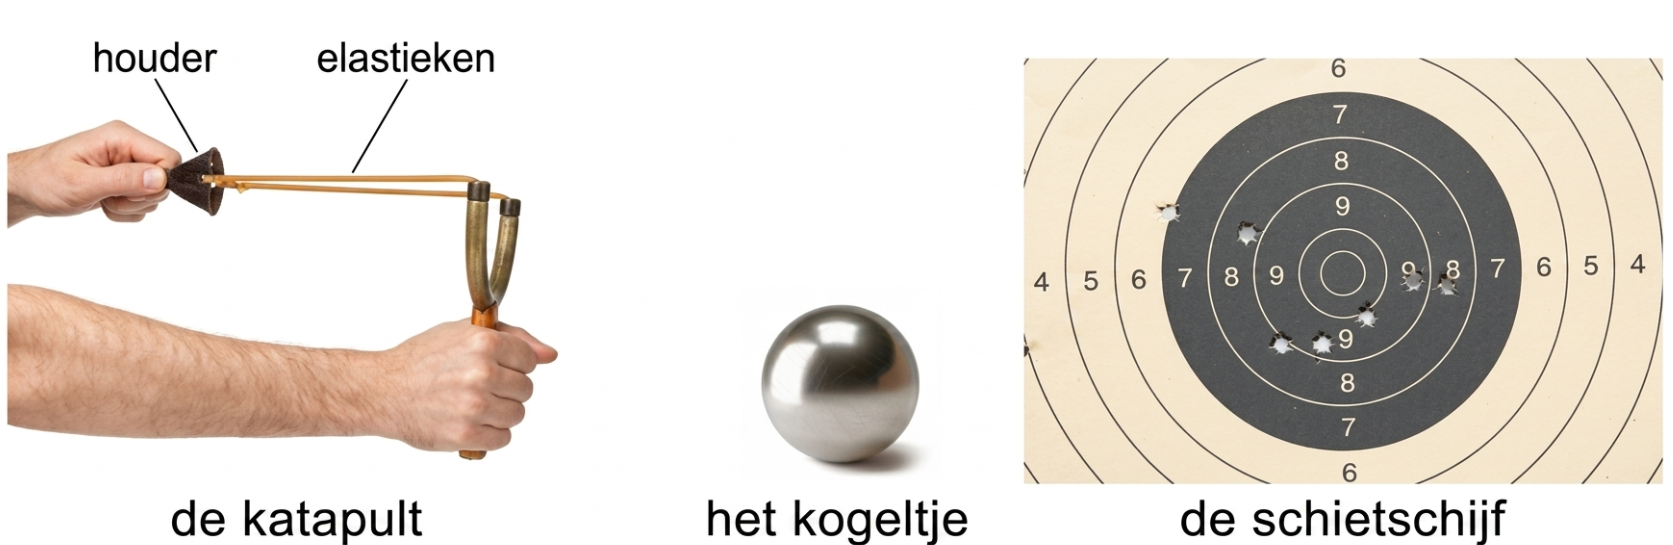 houder
elastieken
de katapult
het kogeltje
6
7
8
9
4 5 6 7 8 9 9 8 7 6 5 4
9
8
7
6
de schietschijf